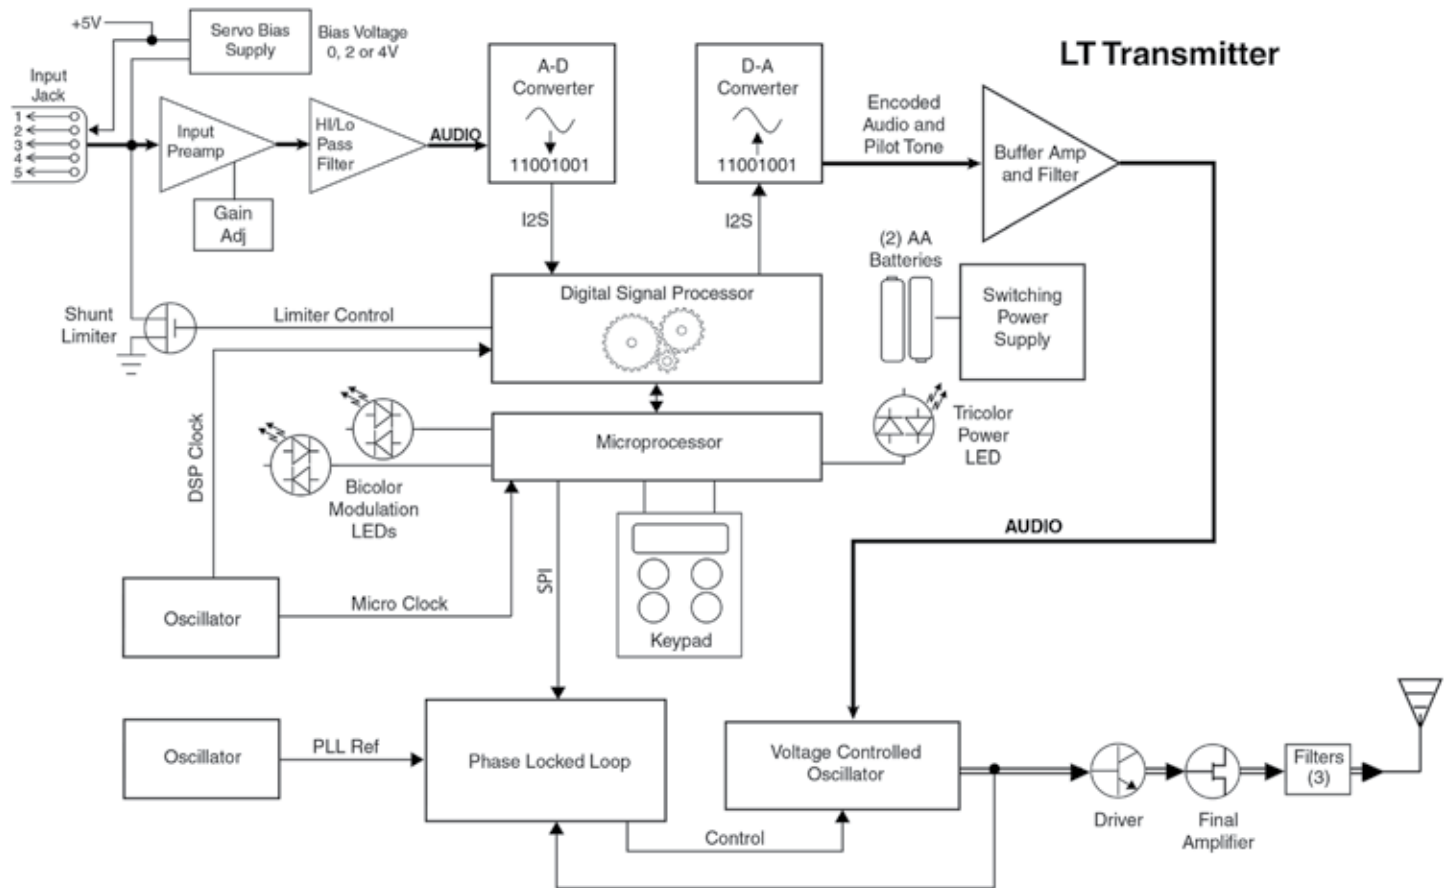 LT Transmitter
+5V
Servo Bias
Supply
Bias Voltage
0, 2 or 4V
Input
Jack
1
2
3
4
5
Input
Preamp
Gain
Adj
HI/Lo
Pass
Filter
AUDIO
A-D
Converter
11001001
D-A
Converter
11001001
Encoded
Audio and
Pilot Tone
Buffer Amp
and Filter
I2S
I2S
(2) AA
Batteries
Switching
Power
Supply
Digital Signal Processor
Shunt
Limiter
Limiter Control
DSP Clock
Microprocessor
Tricolor
Power
LED
Bicolor
Modulation
LEDs
AUDIO
SPI
Keypad
Oscillator
Micro Clock
Oscillator
PLL Ref
Phase Locked Loop
Voltage Controlled
Oscillator
Control
Driver
Final
Amplifier
Filters
(3)